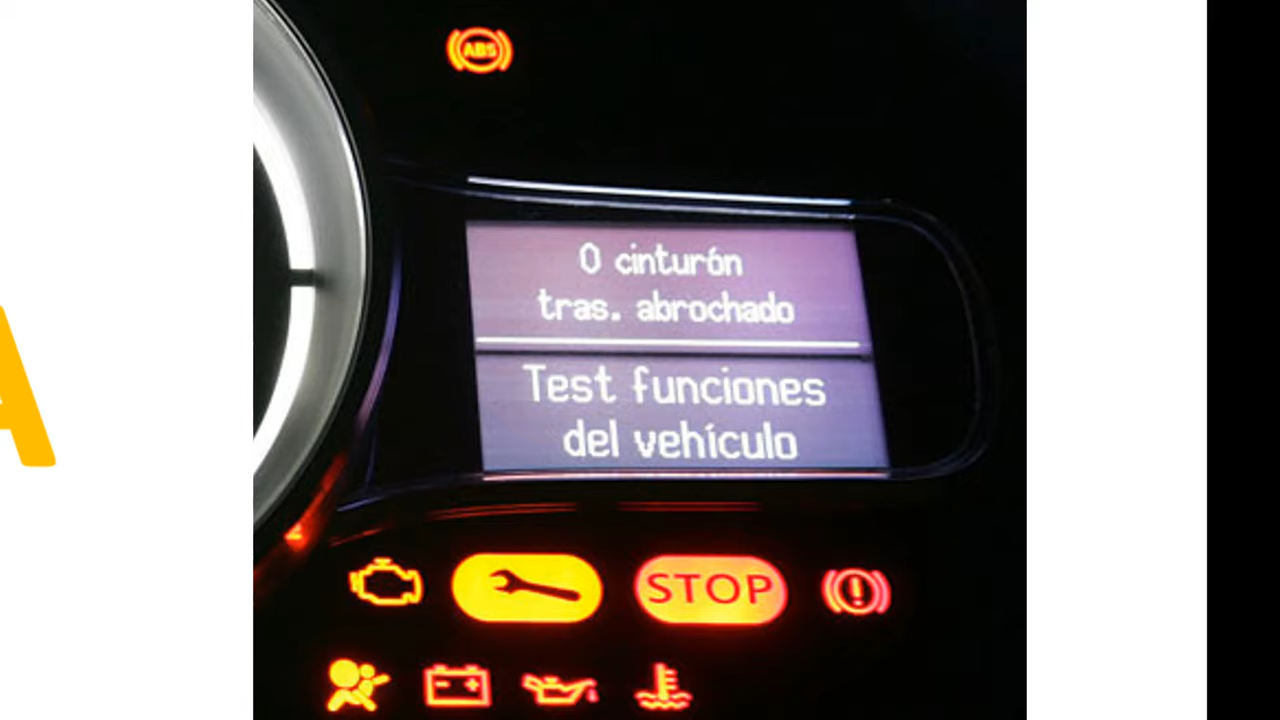 ABS
0 cinturón
tras. abrochado
Test funciones
del vehículo
STOP
A